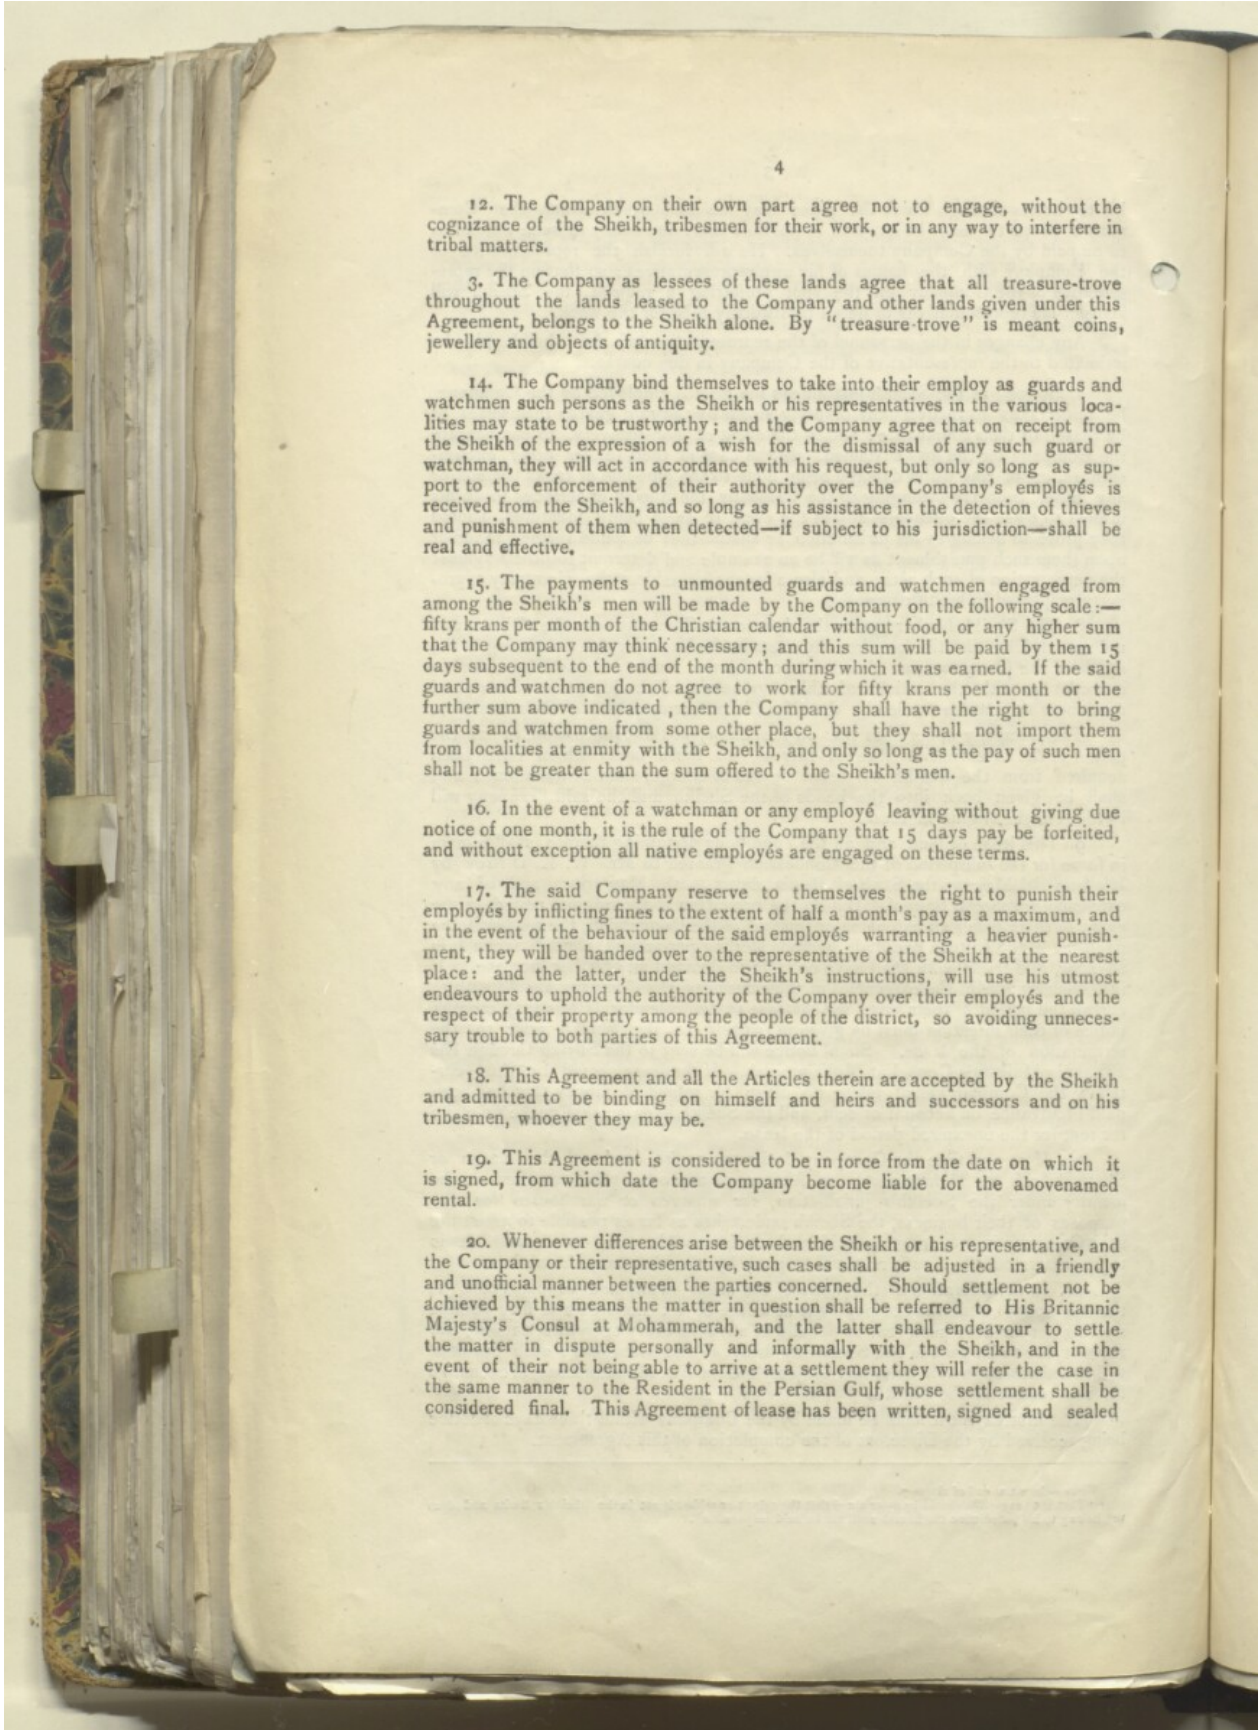 4
12. The Company on their own part agree not to engage, without the
cognizance of the Sheikh, tribesmen for their work, or in any way to interfere in
tribal matters.
3. The Company as lessees of these lands agree that all treasure-trove
throughout the lands leased to the Company and other lands given under this
Agreement, belongs to the Sheikh alone. By "treasure-trove" is meant coins,
jewellery and objects of antiquity.
14. The Company bind themselves to take into their employ as guards and
watchmen such persons as the Sheikh or his representatives in the various loca-
lities may state to be trustworthy; and the Company agree that on receipt from
the Sheikh of the expression of a wish for the dismissal of any such guard or
watchman, they will act in accordance with his request, but only so long as sup-
port to the enforcement of their authority over the Company's employés is
received from the Sheikh, and so long as his assistance in the detection of thieves
and punishment of them when detected—if subject to his jurisdiction—shall be
real and effective.
15. The payments to unmounted guards and watchmen engaged from
among the Sheikh's men will be made by the Company on the following scale:—
fifty krans per month of the Christian calendar without food, or any higher sum
that the Company may think necessary; and this sum will be paid by them 15
days subsequent to the end of the month during which it was earned. If the said
guards and watchmen do not agree to work for fifty krans per month or the
further sum above indicated , then the Company shall have the right to bring
guards and watchmen from some other place, but they shall not import them
from localities at enmity with the Sheikh, and only so long as the pay of such men
shall not be greater than the sum offered to the Sheikh's men.
16. In the event of a watchman or any employé leaving without giving due
notice of one month, it is the rule of the Company that 15 days pay be forfeited,
and without exception all native employés are engaged on these terms.
17. The said Company reserve to themselves the right to punish their
employés by inflicting fines to the extent of half a month's pay as a maximum, and
in the event of the behaviour of the said employés warranting a heavier punish-
ment, they will be handed over to the representative of the Sheikh at the nearest
place: and the latter, under the Sheikh's instructions, will use his utmost
endeavours to uphold the authority of the Company over their employés and the
respect of their property among the people of the district, so avoiding unneces-
sary trouble to both parties of this Agreement.
18. This Agreement and all the Articles therein are accepted by the Sheikh
and admitted to be binding on himself and heirs and successors and on his
tribesmen, whoever they may be.
19. This Agreement is considered to be in force from the date on which it
is signed, from which date the Company become liable for the abovenamed
rental.
20. Whenever differences arise between the Sheikh or his representative, and
the Company or their representative, such cases shall be adjusted in a friendly
and unofficial manner between the parties concerned. Should settlement not be
achieved by this means the matter in question shall be referred to His Britannic
Majesty's Consul at Mohammerah, and the latter shall endeavour to settle
the matter in dispute personally and informally with the Sheikh, and in the
event of their not being able to arrive at a settlement they will refer the case in
the same manner to the Resident in the Persian Gulf, whose settlement shall be
considered final. This Agreement of lease has been written, signed and sealed